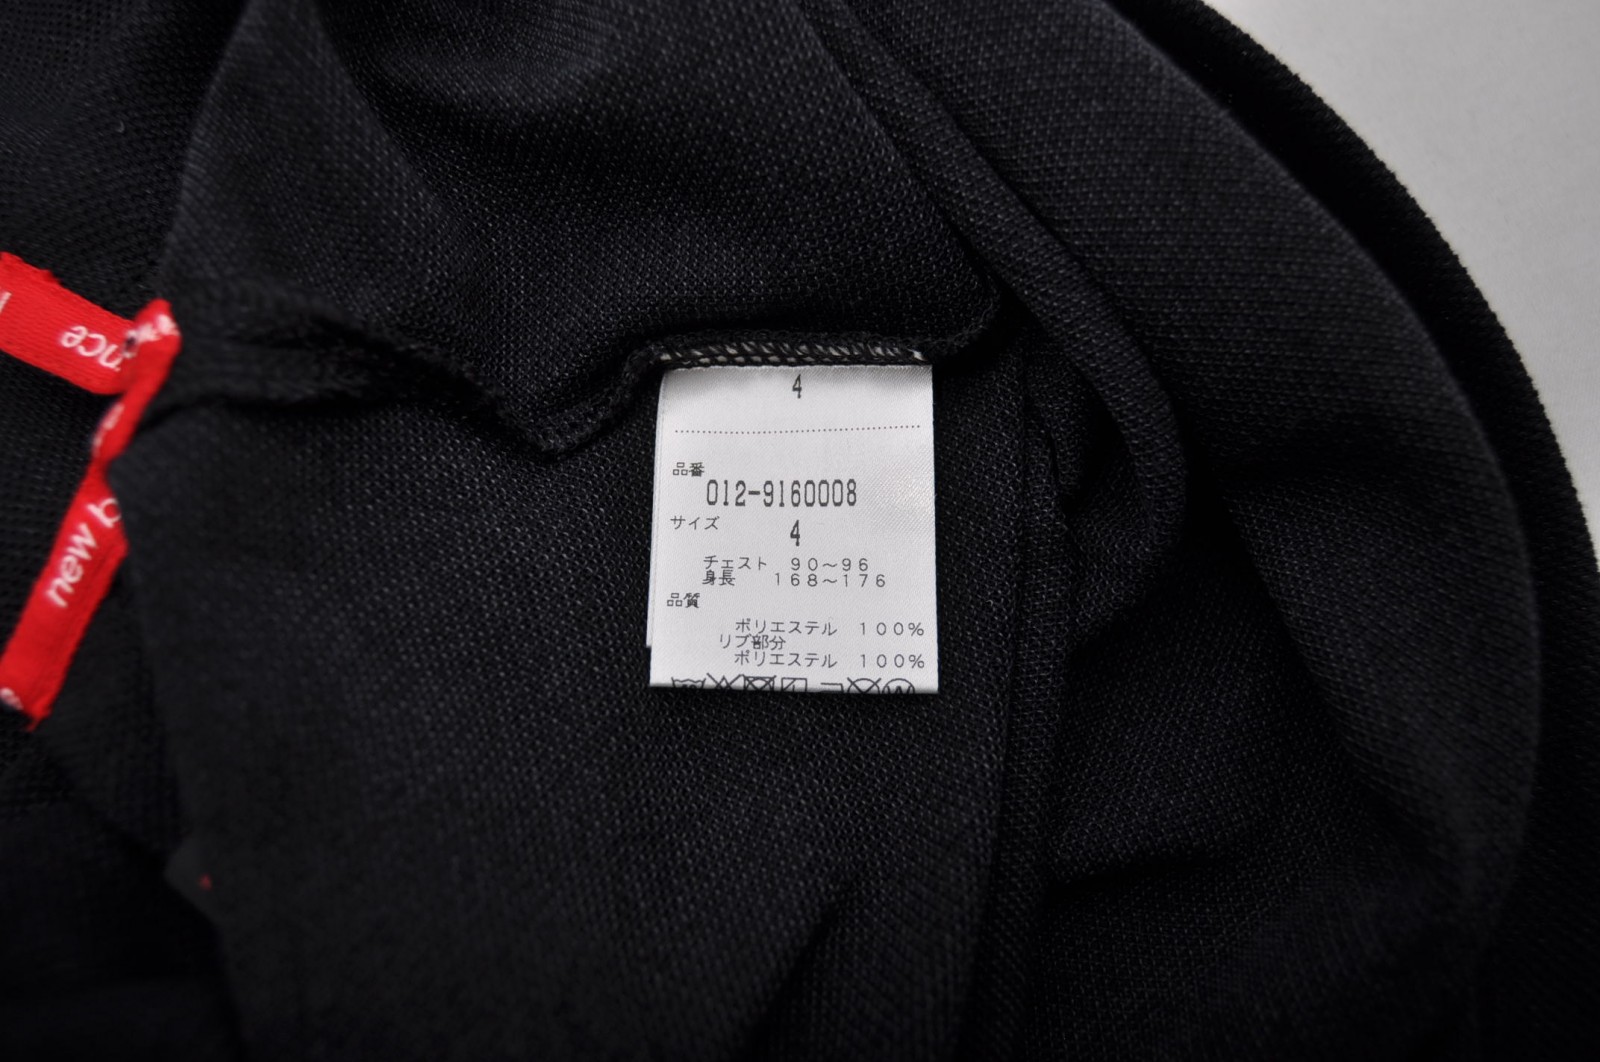 4
品番
012-9160008
サイズ
4
チェスト 90～96
身長 168～176
品質
ポリエステル 100%
リブ部分
ポリエステル 100%
new b
nce